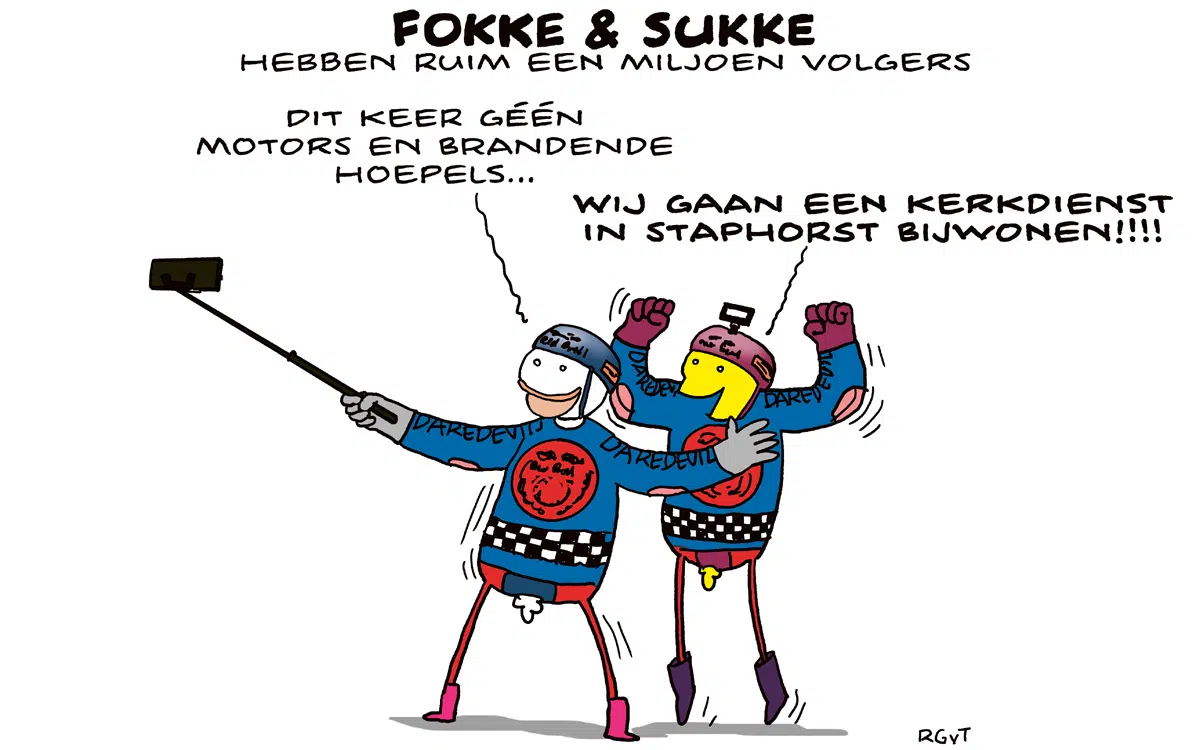 FOKKE & SUKKE
HEBBEN RUIM EEN MILJOEN VOLGERS
DIT KEER GÉÉN
MOTORS EN BRANDENDE
HOEPELS...
WIJ GAAN EEN KERKDIENST
IN STAPHORST BIJWONEN!!!!
DAREDEVIL
DAREDEVIL
DAREDEVIL
RGvT